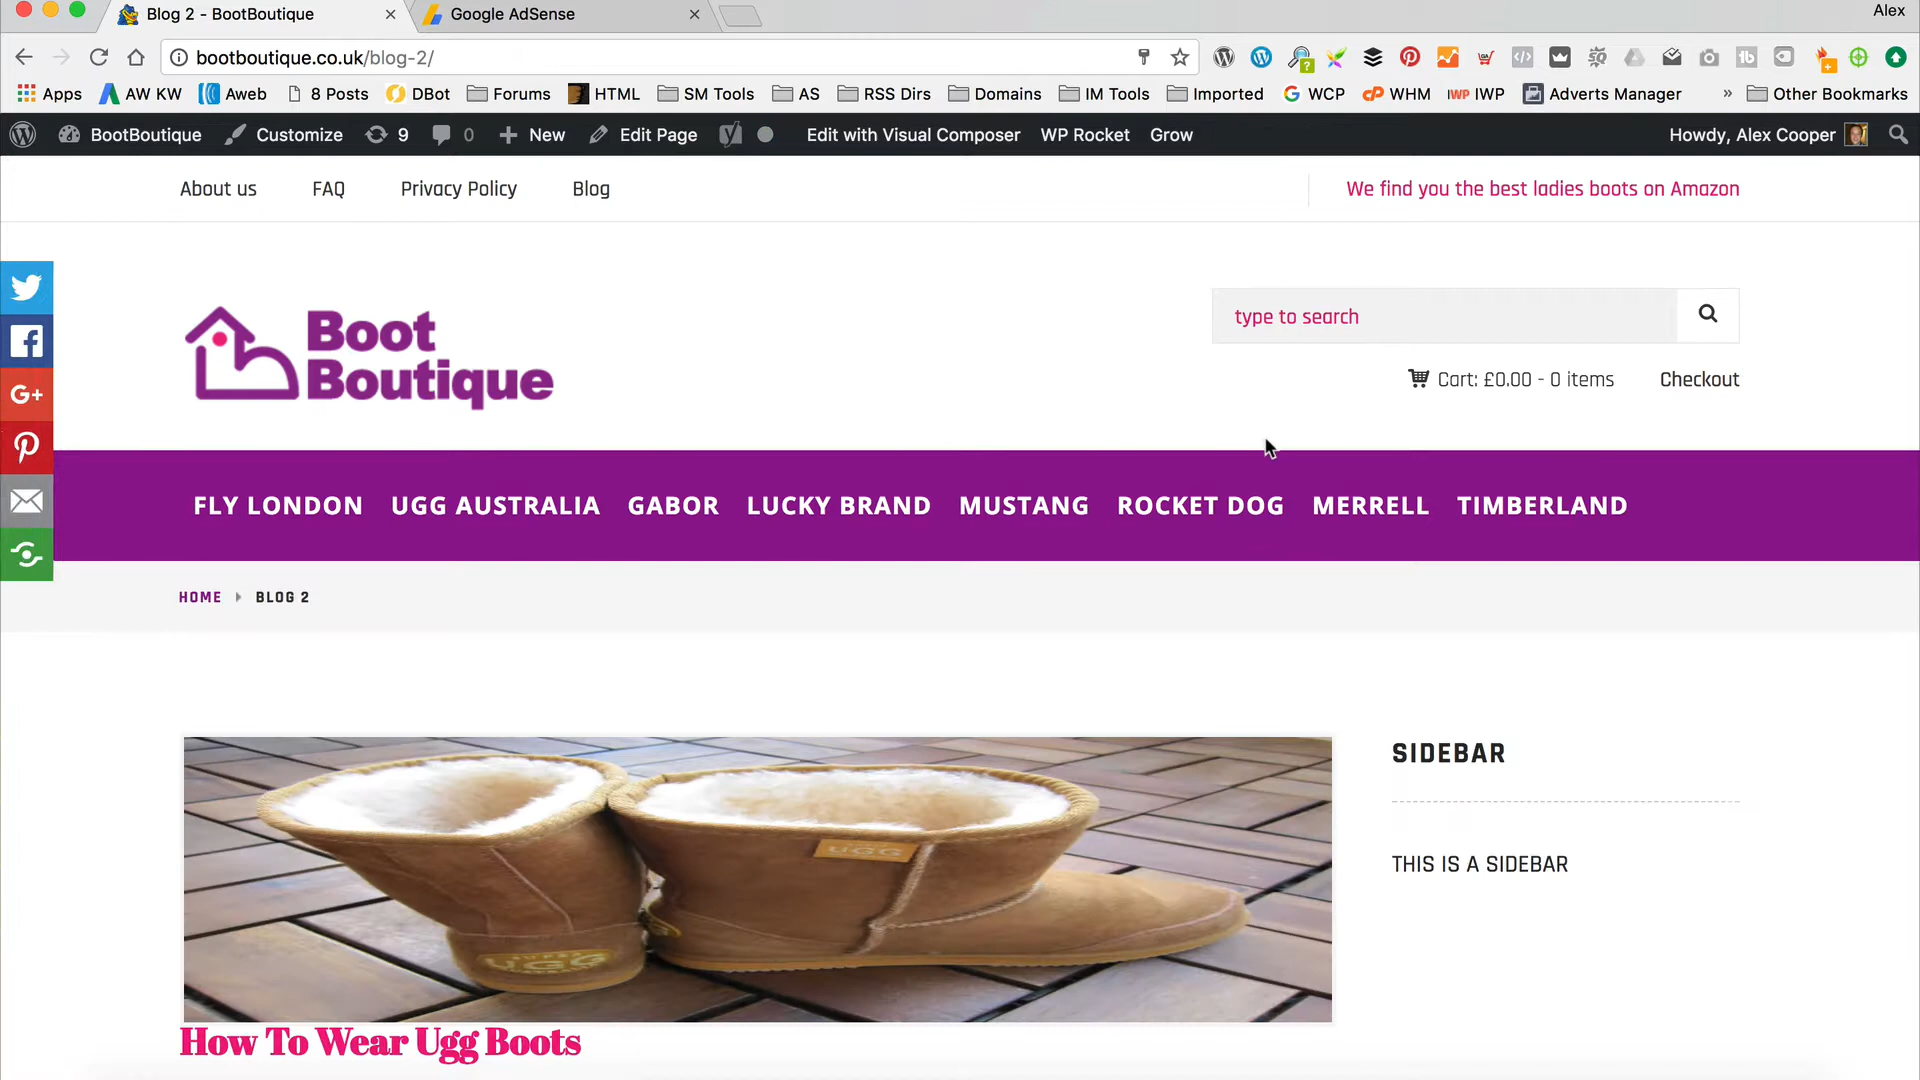 Blog 2 - BootBoutique
Google AdSense
Alex
bootboutique.co.uk/blog-2/
Apps
AW KW
Aweb
8 Posts
DBot
Forums
HTML
SM Tools
AS
RSS Dirs
Domains
IM Tools
Imported
WCP
WHM
IWP IWP
Adverts Manager
»
Other Bookmarks
BootBoutique
Customize
9
0
New
Edit Page
Edit with Visual Composer
WP Rocket
Grow
Howdy, Alex Cooper
About us
FAQ
Privacy Policy
Blog
We find you the best ladies boots on Amazon
Boot
Boutique
type to search
Cart: £0.00 - 0 items
Checkout
G+
FLY LONDON
UGG AUSTRALIA
GABOR
LUCKY BRAND
MUSTANG
ROCKET DOG
MERRELL
TIMBERLAND
HOME
BLOG 2
SIDEBAR
THIS IS A SIDEBAR
UGG
UGG
How To Wear Ugg Boots